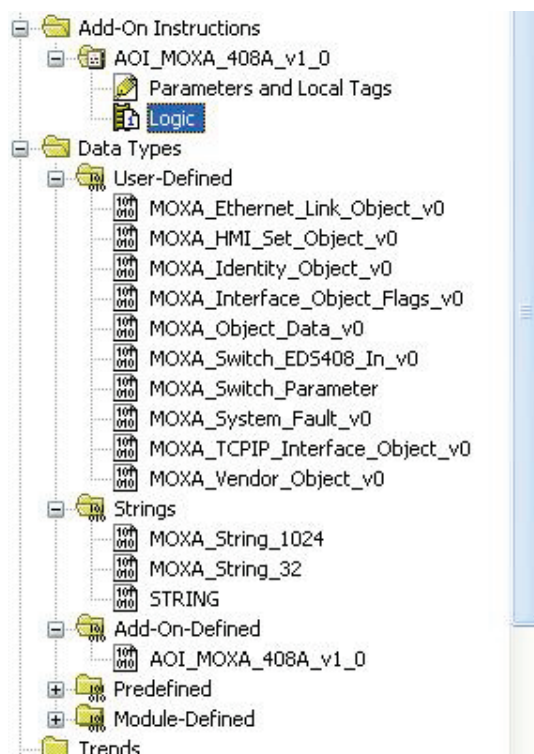 Add-On Instructions
AOI_MOXA_408A_v1_0
Parameters and Local Tags
Logic
Data Types
User-Defined
MOXA_Ethernet_Link_Object_v0
MOXA_HMI_Set_Object_v0
MOXA_Identity_Object_v0
MOXA_Interface_Object_Flags_v0
MOXA_Object_Data_v0
MOXA_Switch_EDS408_In_v0
MOXA_Switch_Parameter
MOXA_System_Fault_v0
MOXA_TCPIP_Interface_Object_v0
MOXA_Vendor_Object_v0
Strings
MOXA_String_1024
MOXA_String_32
STRING
Add-On-Defined
AOI_MOXA_408A_v1_0
Predefined
Module-Defined
Trends